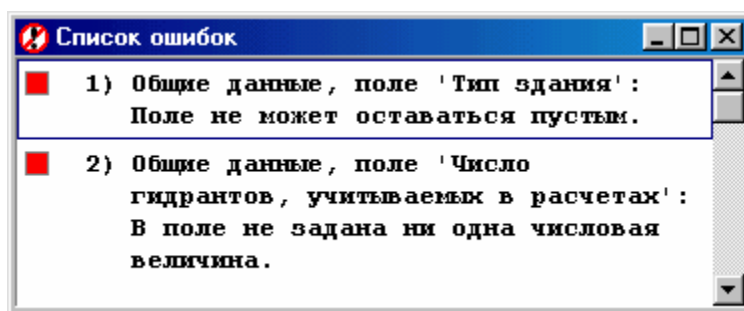 Список ошибок
1) Общие данные, поле 'Тип здания':
Поле не может оставаться пустым.
2) Общие данные, поле 'Число
гидрантов, учитываемых в расчетах':
В поле не задана ни одна числовая
величина.